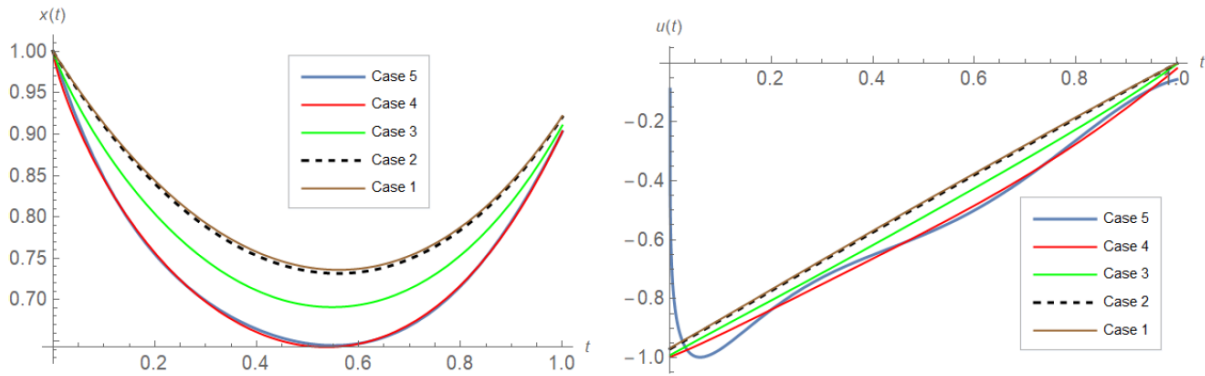 x(t)
1.00
0.95
0.90
0.85
0.80
0.75
0.70
0.2 0.4 0.6 0.8 1.0 t
Case 5
Case 4
Case 3
Case 2
Case 1
u(t)
0.2 0.4 0.6 0.8 1.0 t
-0.2
-0.4
-0.6
-0.8
-1.0
Case 5
Case 4
Case 3
Case 2
Case 1